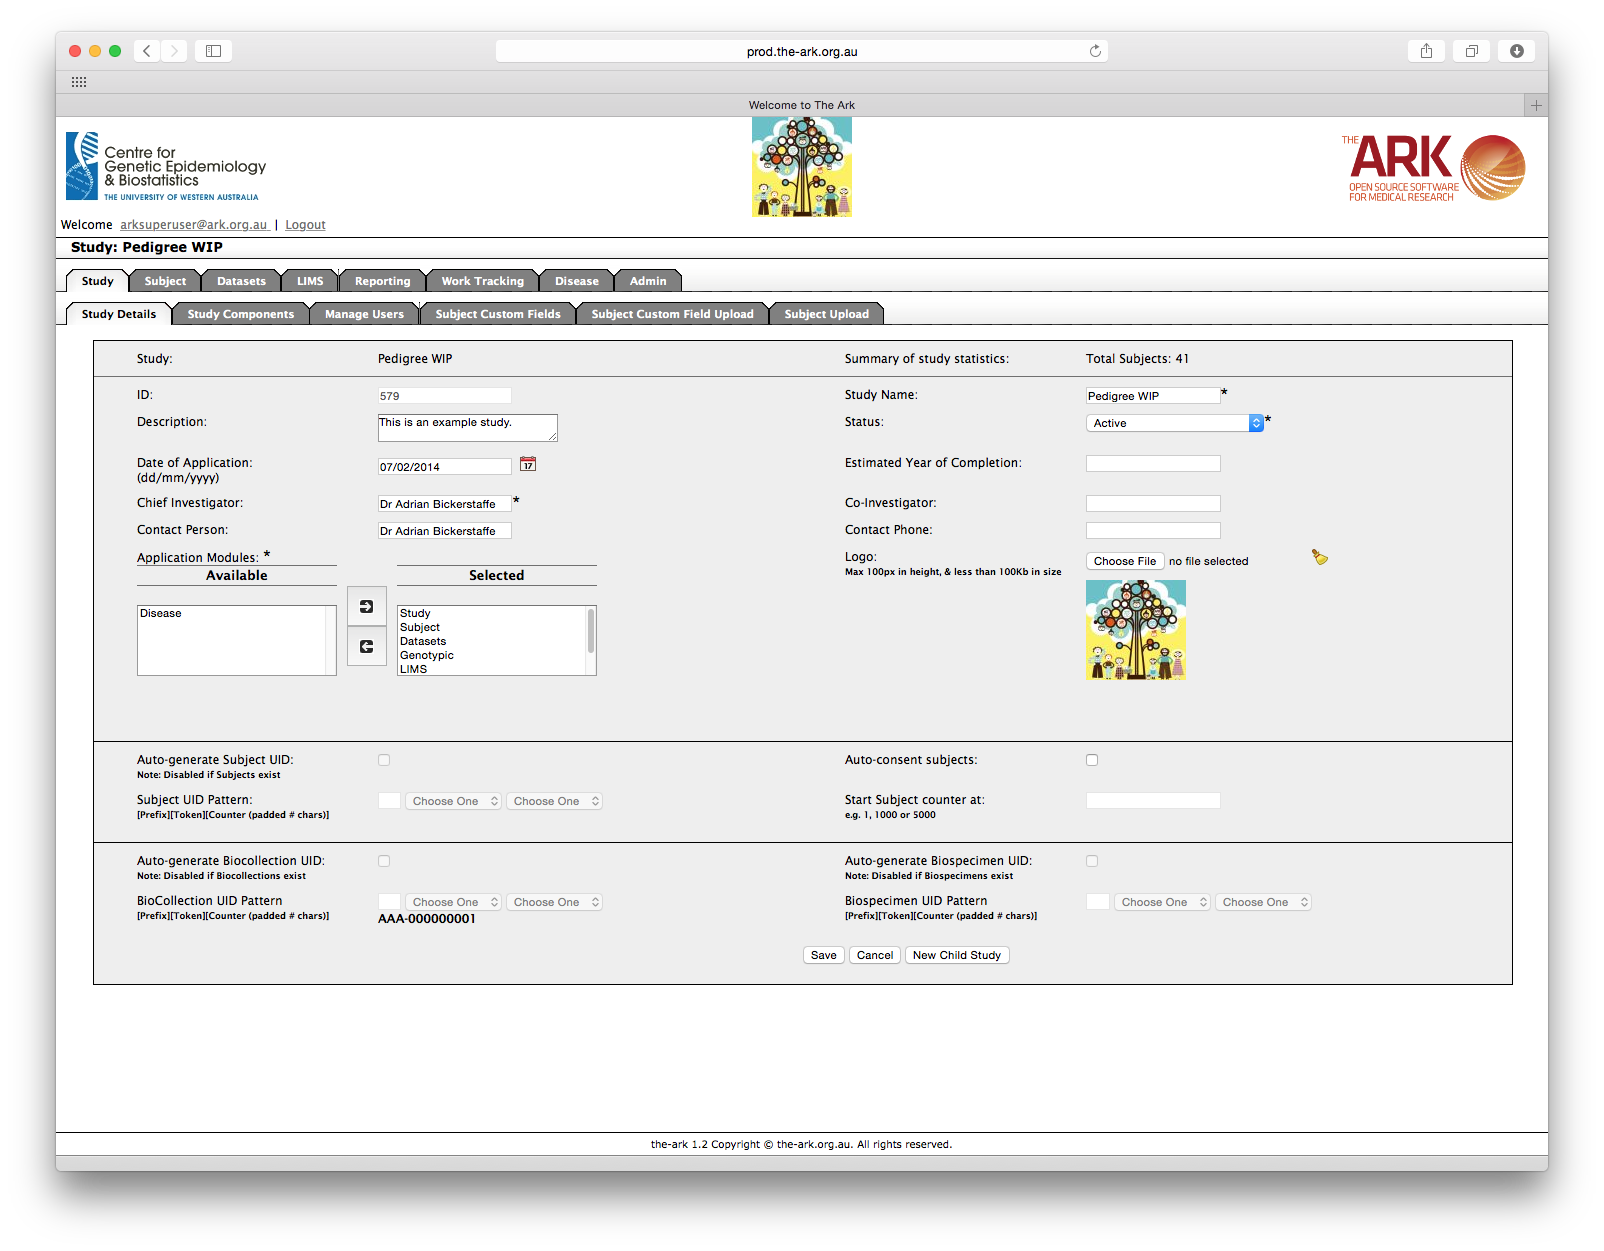 prod.the-ark.org.au
Welcome to The Ark
Centre for
Genetic Epidemiology
& Biostatistics
THE UNIVERSITY OF WESTERN AUSTRALIA
THE ARK
OPEN SOURCE SOFTWARE
FOR MEDICAL RESEARCH
Welcome arksuperuser@ark.org.au | Logout
Study: Pedigree WIP
Study Subject Datasets LIMS Reporting Work Tracking Disease Admin
Study Details Study Components Manage Users Subject Custom Fields Subject Custom Field Upload Subject Upload
Study: Pedigree WIP Summary of study statistics: Total Subjects: 41
ID: 579 Study Name: Pedigree WIP *
Description: This is an example study. Status: Active *
Date of Application: 07/02/2014 17 Estimated Year of Completion:
(dd/mm/yyyy)
Chief Investigator: Dr Adrian Bickerstaffe * Co-Investigator:
Contact Person: Dr Adrian Bickerstaffe Contact Phone:
Application Modules: * Logo: Choose File no file selected
Max 100px in height, & less than 100Kb in size
Available Selected
Disease Study
Subject
Datasets
Genotypic
LIMS
Auto-generate Subject UID: Auto-consent subjects:
Note: Disabled if Subjects exist
Subject UID Pattern: Choose One Choose One Start Subject counter at:
[Prefix][Token][Counter (padded # chars)] e.g. 1, 1000 or 5000
Auto-generate Biocollection UID: Auto-generate Biospecimen UID:
Note: Disabled if Biocollections exist Note: Disabled if Biospecimens exist
BioCollection UID Pattern Choose One Choose One Biospecimen UID Pattern Choose One Choose One
[Prefix][Token][Counter (padded # chars)] AAA-000000001 [Prefix][Token][Counter (padded # chars)]
Save Cancel New Child Study
the-ark 1.2 Copyright © the-ark.org.au. All rights reserved.